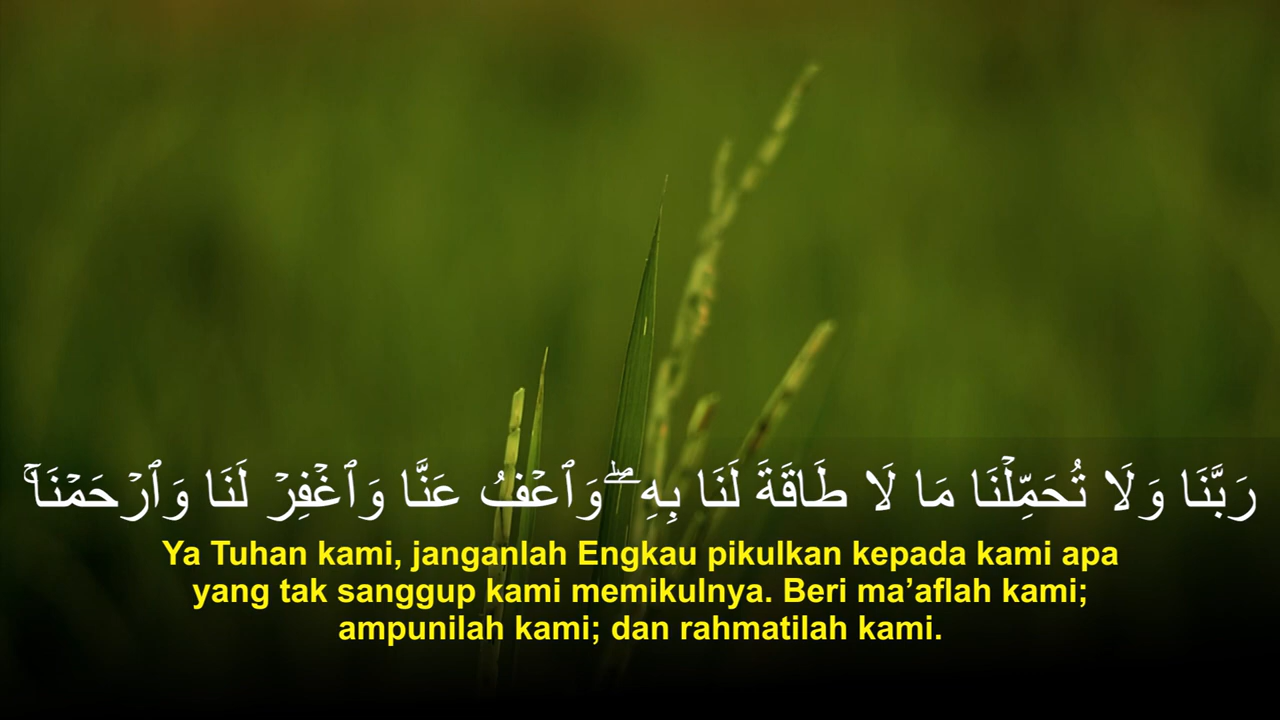 رَبَّنَا وَلَا تُحَمِّلْنَا مَا لَا طَاقَةَ لَنَا بِهِۦ ۖ وَٱعۡفُ عَنَّا وَٱغۡفِرۡ لَنَا وَٱرۡحَمۡنَآ ۚ
Ya Tuhan kami, janganlah Engkau pikulkan kepada kami apa
yang tak sanggup kami memikulnya. Beri ma’aflah kami;
ampunilah kami; dan rahmatilah kami.